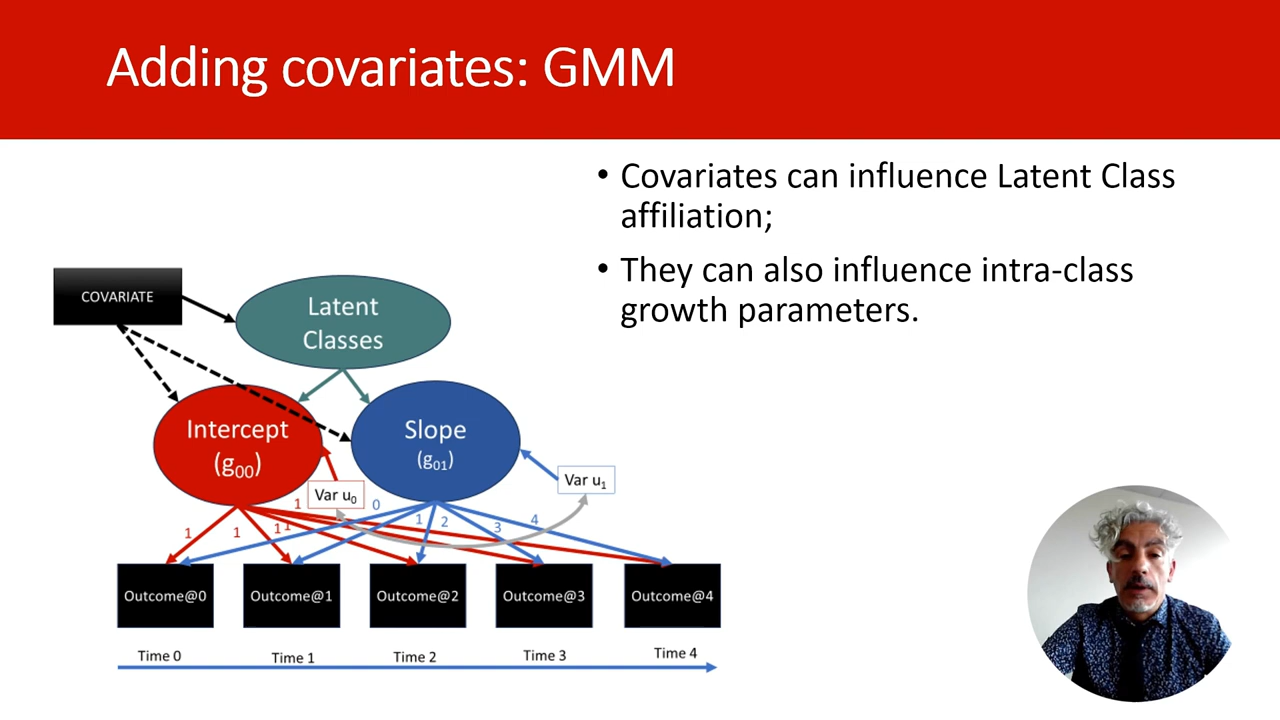 Adding covariates: GMM
• Covariates can influence Latent Class
affiliation;
• They can also influence intra-class
growth parameters.
COVARIATE
Latent
Classes
Intercept
(g00)
Slope
(g01)
Var u0
Var u1
1
1
1
1
1
0
1
2
3
4
Outcome@0
Outcome@1
Outcome@2
Outcome@3
Outcome@4
Time 0
Time 1
Time 2
Time 3
Time 4